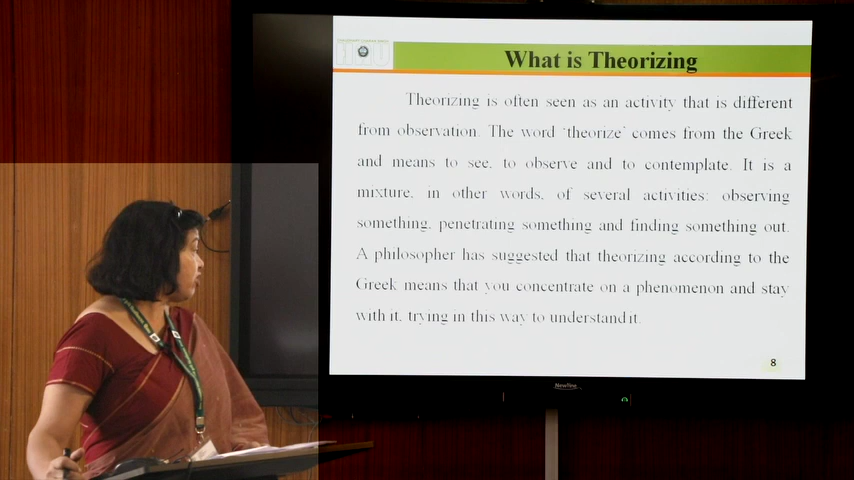 What is Theorizing
Theorizing is often seen as an activity that is different
from observation. The word 'theorize' comes from the Greek
and means to see, to observe and to contemplate. It is a
mixture, in other words, of several activities: observing
something, penetrating something and finding something out.
A philosopher has suggested that theorizing according to the
Greek means that you concentrate on a phenomenon and stay
with it, trying in this way to understand it.
8
Newline